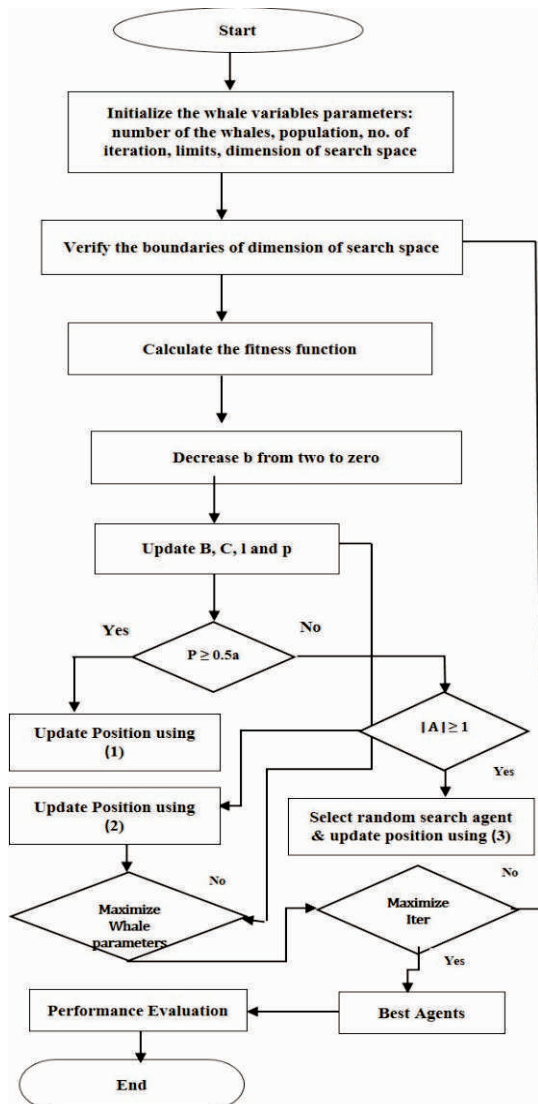 Start
Initialize the whale variables parameters:
number of the whales, population, no. of
iteration, limits, dimension of search space
Verify the boundaries of dimension of search space
Calculate the fitness function
Decrease b from two to zero
Update B, C, l and p
Yes
No
P ≥ 0.5a
Update Position using
(1)
| A | ≥ 1
Yes
Update Position using
(2)
Select random search agent
& update position using (3)
No
Maximize
Whale
parameters
No
Maximize
Iter
Yes
Performance Evaluation
Best Agents
End